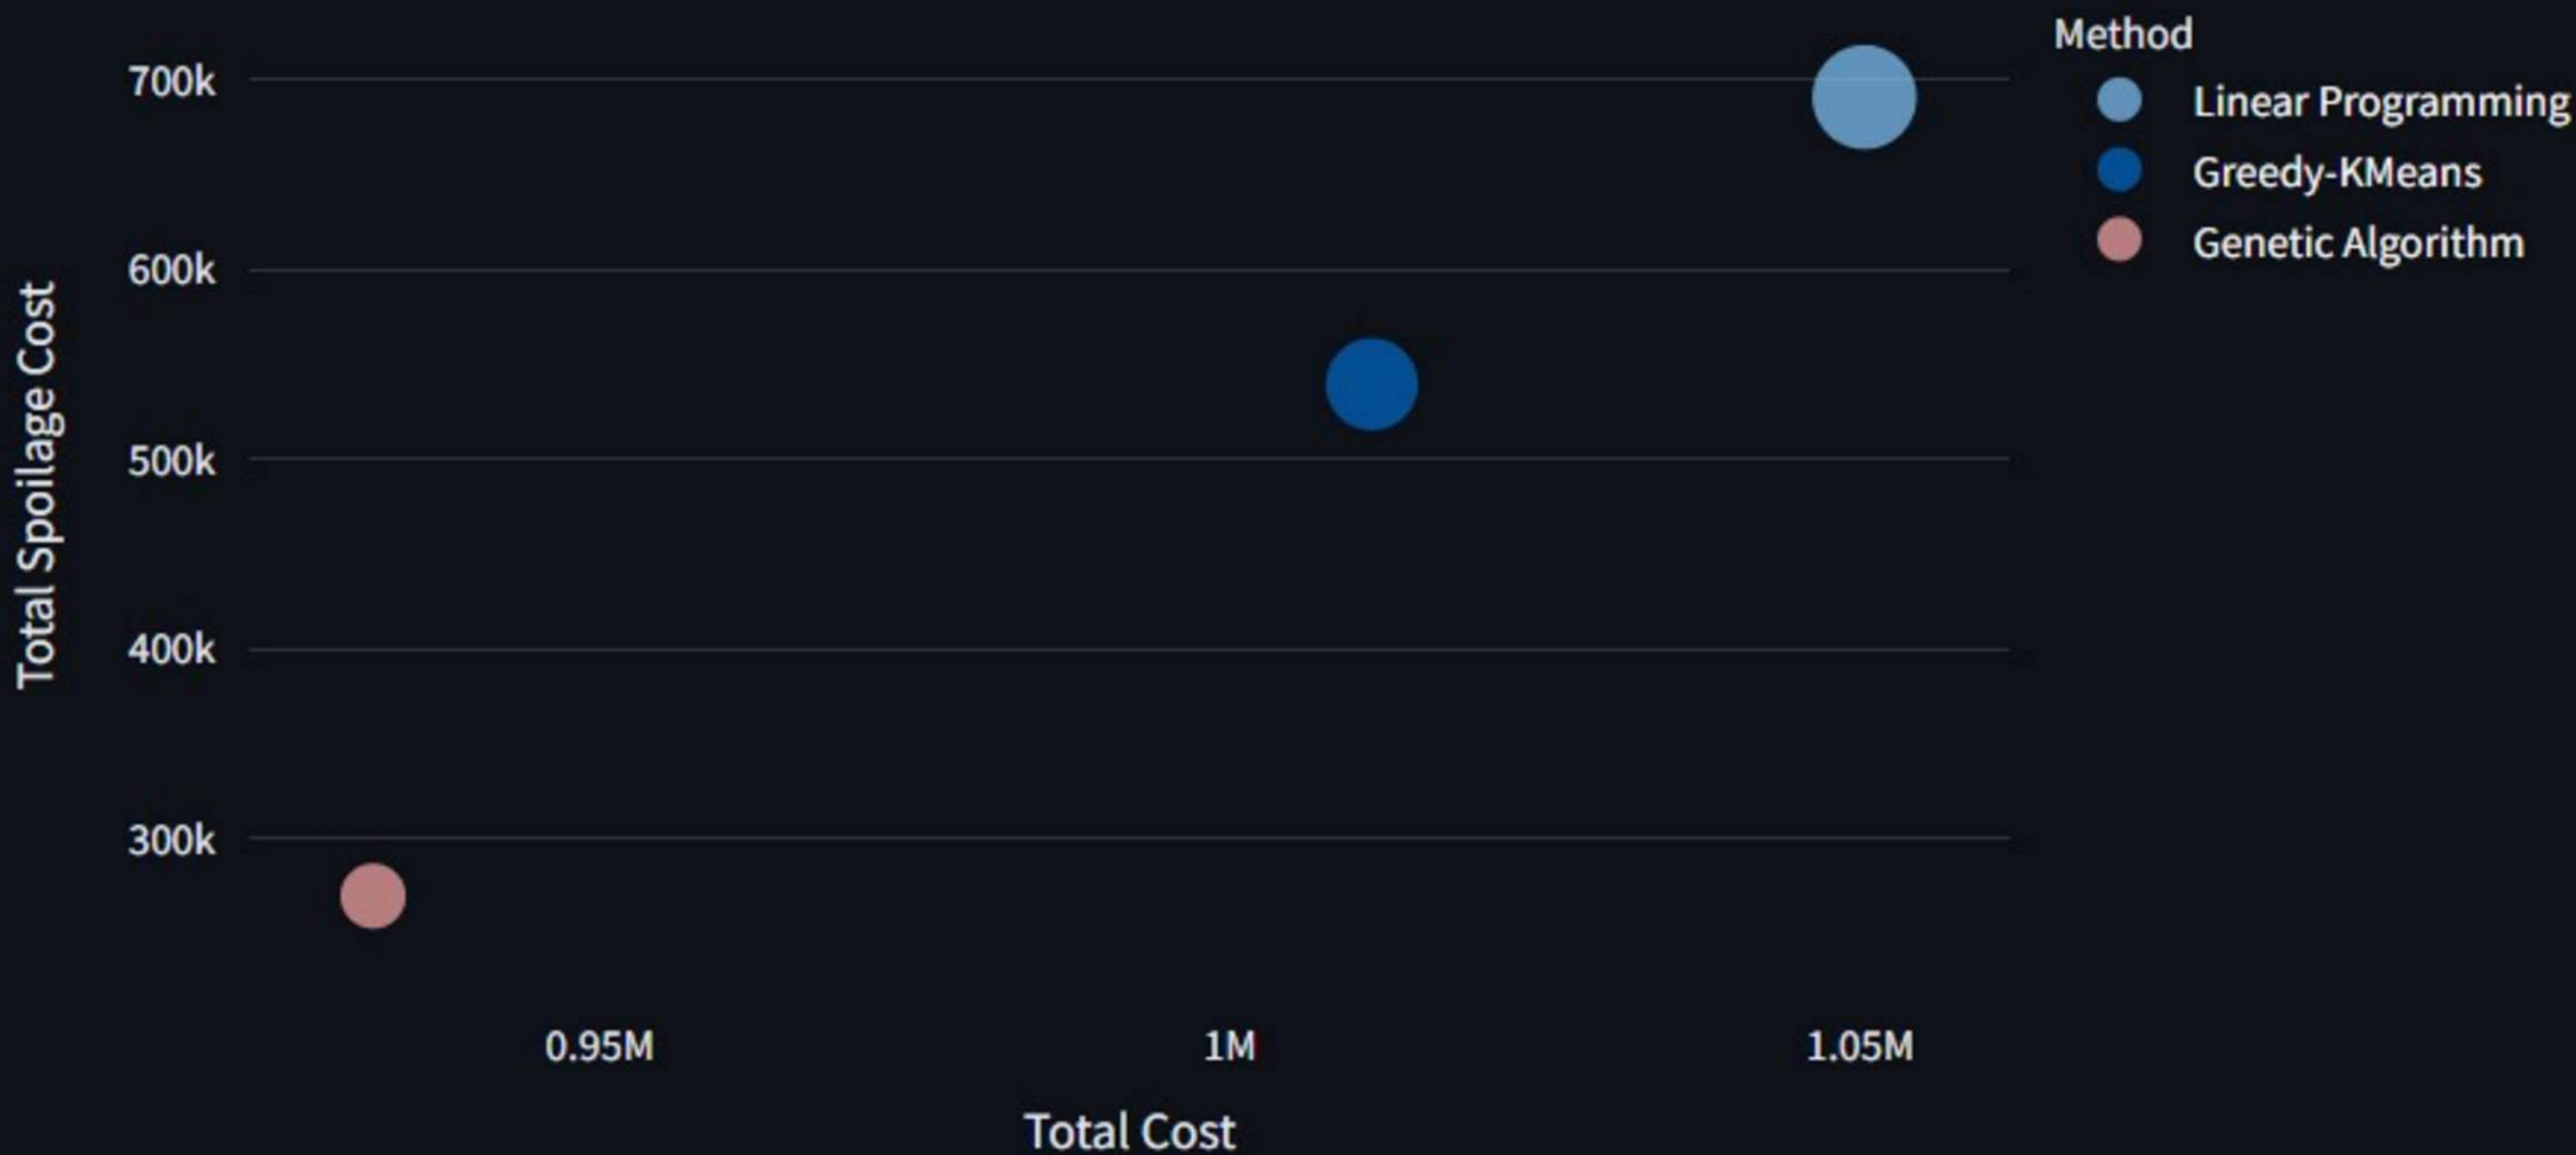 Total Spoilage Cost
700k
600k
500k
400k
300k
0.95M
1M
1.05M
Total Cost
Method
Linear Programming
Greedy-KMeans
Genetic Algorithm